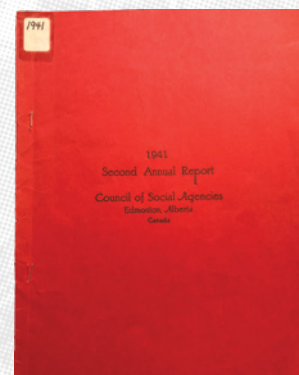 1941
1941
Second Annual Report
Council of Social Agencies
Edmonton, Alberta
Canada